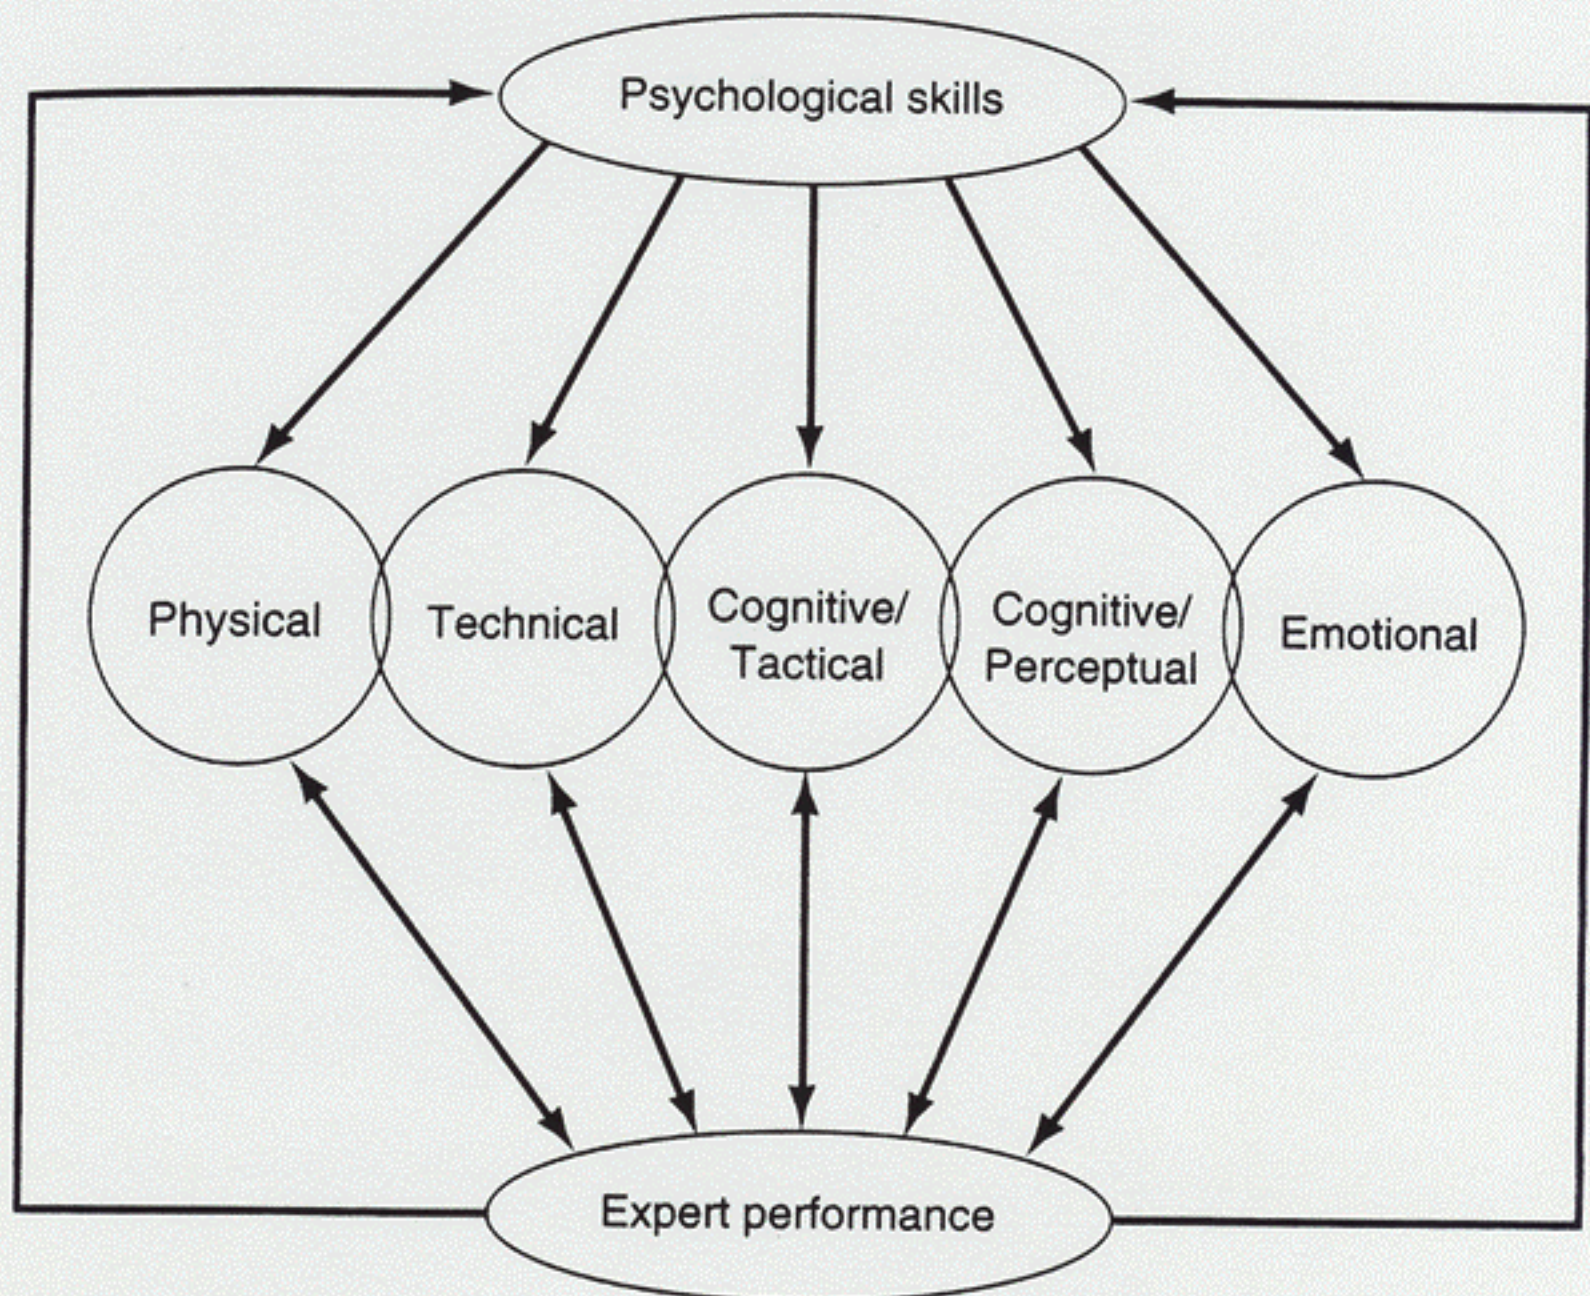 Psychological skills
Physical
Technical
Cognitive/
Tactical
Cognitive/
Perceptual
Emotional
Expert performance